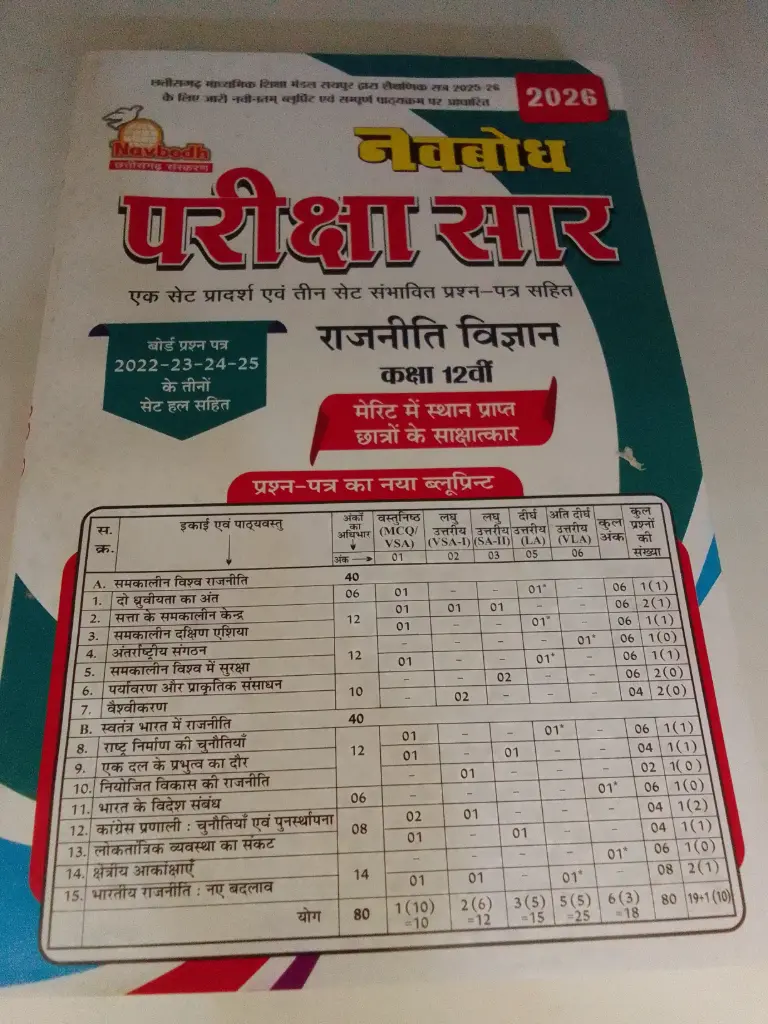 छत्तीसगढ़ माध्यमिक शिक्षा मंडल रायपुर द्वारा शैक्षणिक सत्र 2025-26
के लिए जारी नवीनतम् ब्लूप्रिंट एवं सम्पूर्ण पाठ्यक्रम पर आधारित
2026
Navbodh
छत्तीसगढ़ संस्करण
नवबोध
परीक्षा सार
एक सेट प्रादर्श एवं तीन सेट संभावित प्रश्न-पत्र सहित
बोर्ड प्रश्न पत्र
2022-23-24-25
के तीनों
सेट हल सहित
राजनीति विज्ञान
कक्षा 12वीं
मेरिट में स्थान प्राप्त
छात्रों के साक्षात्कार
प्रश्न-पत्र का नया ब्लूप्रिन्ट
स. क्र. इकाई एवं पाठ्यवस्तु अंकों का अधिभार वस्तुनिष्ठ (MCQ/ VSA) लघु उत्तरीय (VSA-I) लघु उत्तरीय (SA-II) दीर्घ उत्तरीय (LA) अति दीर्घ उत्तरीय (VLA) कुल अंक कुल प्रश्नों की संख्या
अंक 01 02 03 05 06
A. समकालीन विश्व राजनीति 40
1. दो ध्रुवीयता का अंत 06 01 - - 01* - 06 1(1)
2. सत्ता के समकालीन केन्द्र 12 01 01 01 - - 06 2(1)
3. समकालीन दक्षिण एशिया 01 - - 01* - 06 1(1)
4. अंतर्राष्ट्रीय संगठन 12 - - - - 01* 06 1(0)
5. समकालीन विश्व में सुरक्षा 01 - - 01* - 06 1(1)
6. पर्यावरण और प्राकृतिक संसाधन 10 - - 02 - - 06 2(0)
7. वैश्वीकरण - 02 - - - 04 2(0)
B. स्वतंत्र भारत में राजनीति 40
8. राष्ट्र निर्माण की चुनौतियाँ 12 01 - - 01* - 06 1(1)
9. एक दल के प्रभुत्व का दौर 01 - 01 - - 04 1(1)
10. नियोजित विकास की राजनीति - 01 - - - 02 1(0)
11. भारत के विदेश संबंध 06 - - - - 01* 06 1(0)
12. कांग्रेस प्रणाली : चुनौतियाँ एवं पुनर्स्थापना 08 02 01 - - - 04 1(2)
13. लोकतांत्रिक व्यवस्था का संकट 01 - 01 - - 04 1(1)
14. क्षेत्रीय आकांक्षाएँ 14 - - - - 01* 06 1(0)
15. भारतीय राजनीति : नए बदलाव 01 01 - 01* - 08 2(1)
योग 80 1(10) =10 2(6) =12 3(5) =15 5(5) =25 6(3) =18 80 19+1(10)